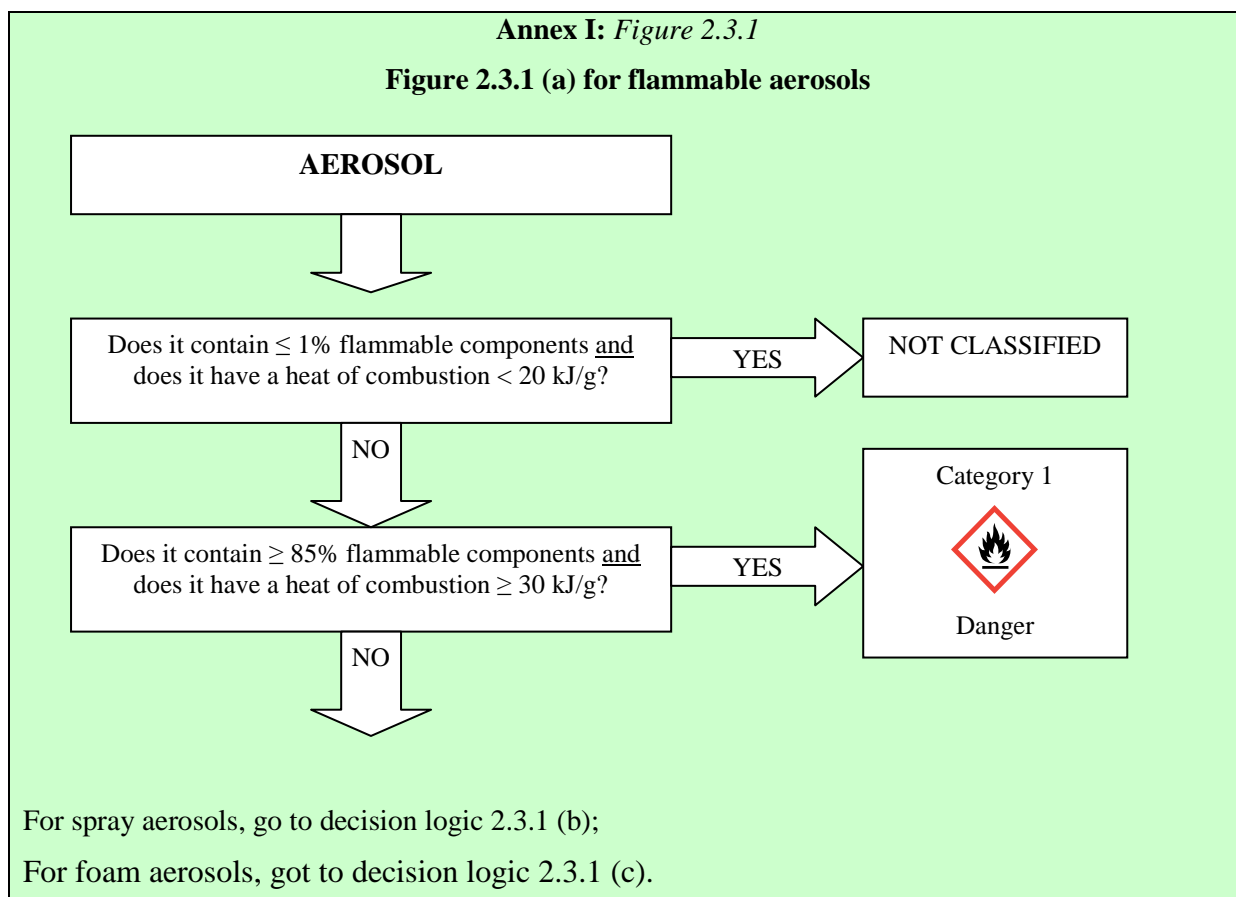 Annex I: Figure 2.3.1
Figure 2.3.1 (a) for flammable aerosols
AEROSOL
Does it contain ≤ 1% flammable components and
does it have a heat of combustion < 20 kJ/g?
YES
NOT CLASSIFIED
NO
Does it contain ≥ 85% flammable components and
does it have a heat of combustion ≥ 30 kJ/g?
YES
Category 1
Danger
NO
For spray aerosols, go to decision logic 2.3.1 (b);
For foam aerosols, got to decision logic 2.3.1 (c).